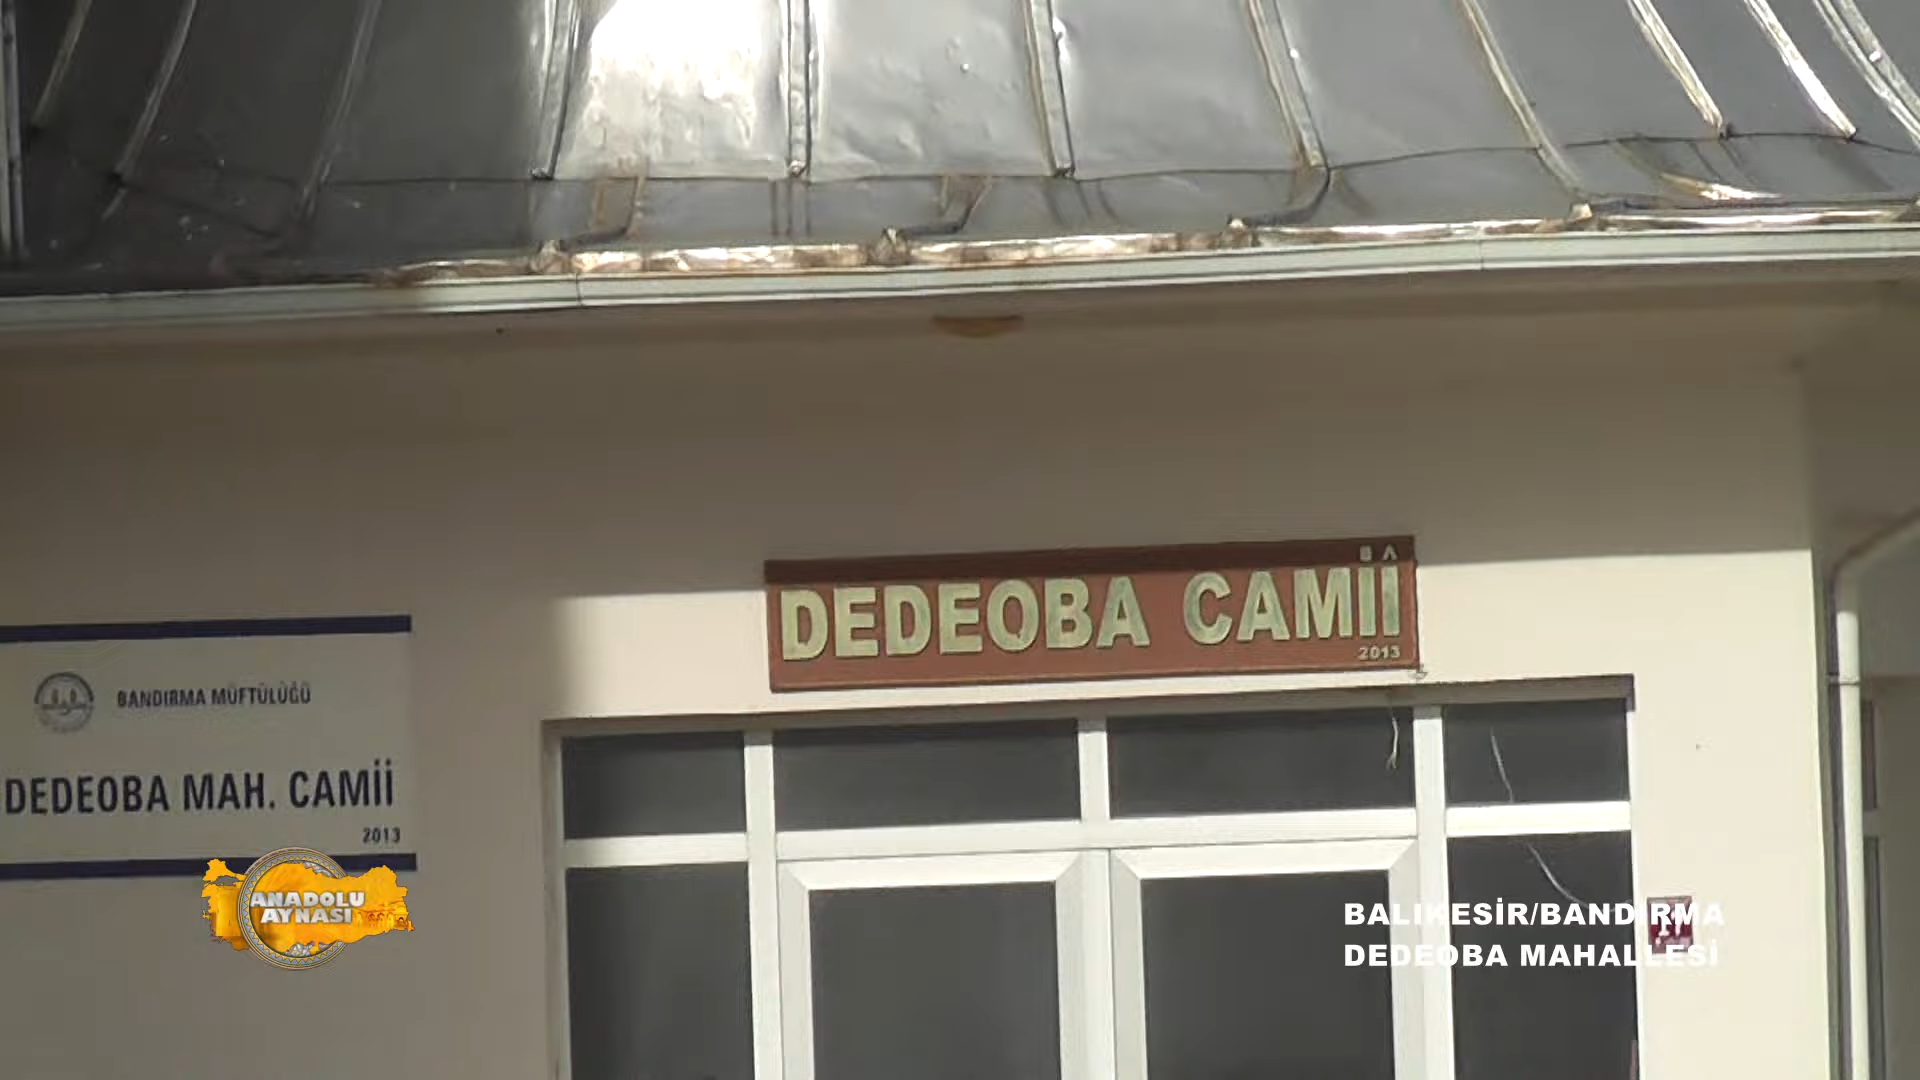 B A
DEDEOBA CAMİİ
2013
BANDIRMA MÜFTÜLÜĞÜ
DEDEOBA MAH. CAMİİ
2013
ANADOLU
AYNASI
BALIKESİR/BANDIRMA
DEDEOBA MAHALLESİ